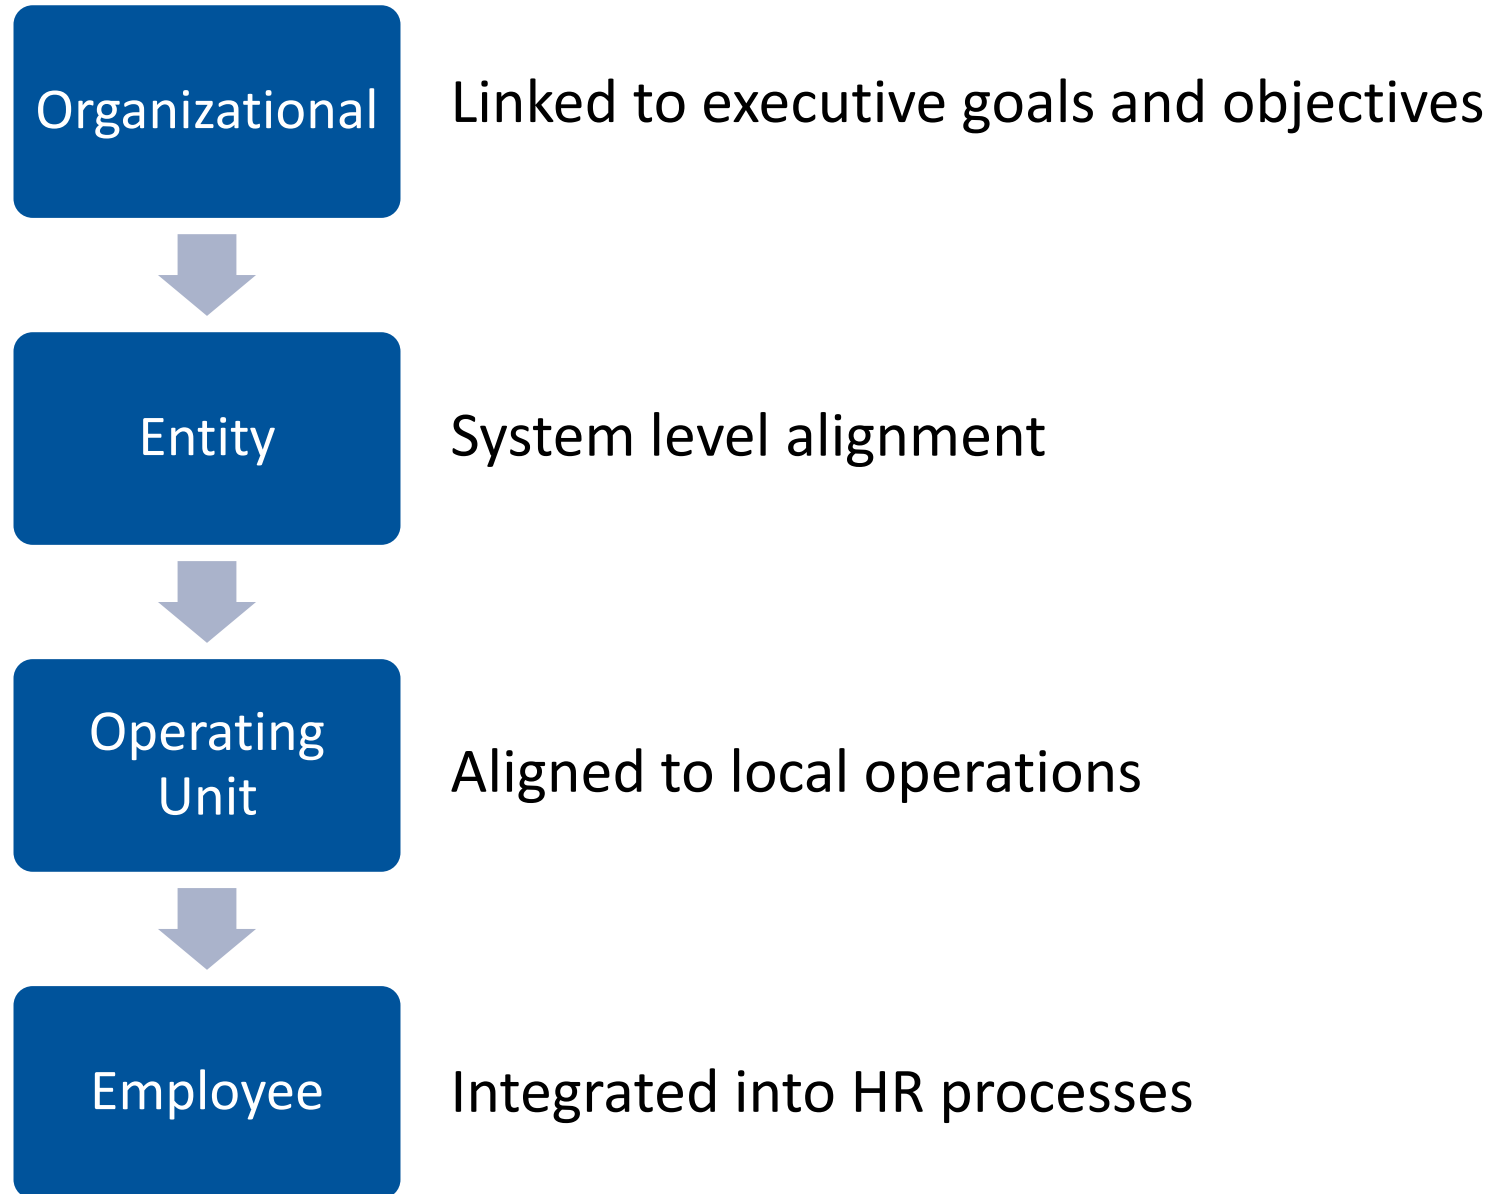 Organizational
Linked to executive goals and objectives
Entity
System level alignment
Operating
Unit
Aligned to local operations
Employee
Integrated into HR processes